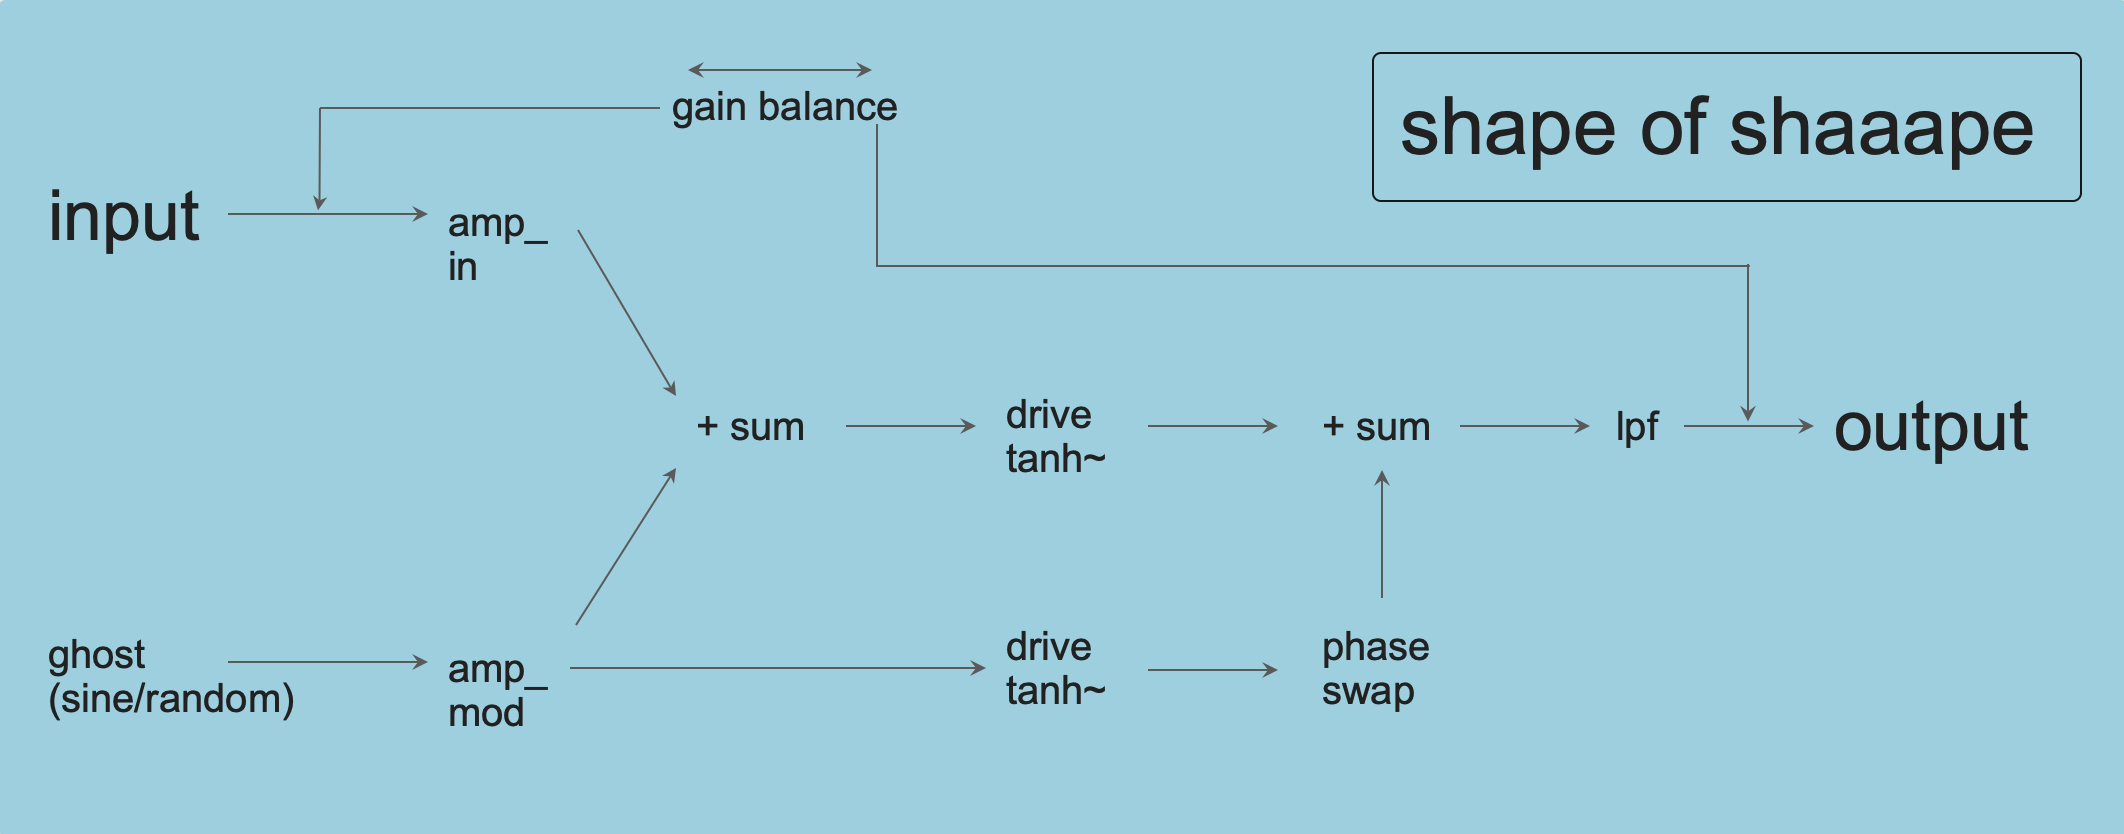 gain balance
shape of shaaape
input
amp_
in
+ sum
drive
tanh~
+ sum
lpf
output
ghost
(sine/random)
amp_
mod
drive
tanh~
phase
swap